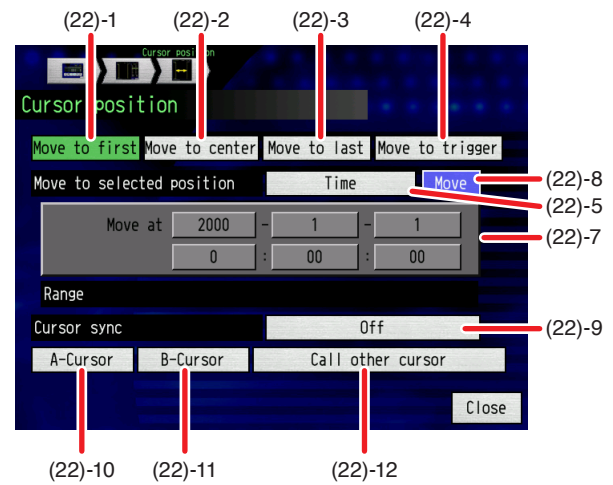 (22)-1 (22)-2 (22)-3 (22)-4
Cursor position
Cursor position
Move to first Move to center Move to last Move to trigger
Move to selected position Time Move (22)-8
(22)-5
Move at 2000 - 1 - 1 (22)-7
0 : 00 : 00
Range
Cursor sync Off (22)-9
A-Cursor B-Cursor Call other cursor
Close
(22)-10 (22)-11 (22)-12